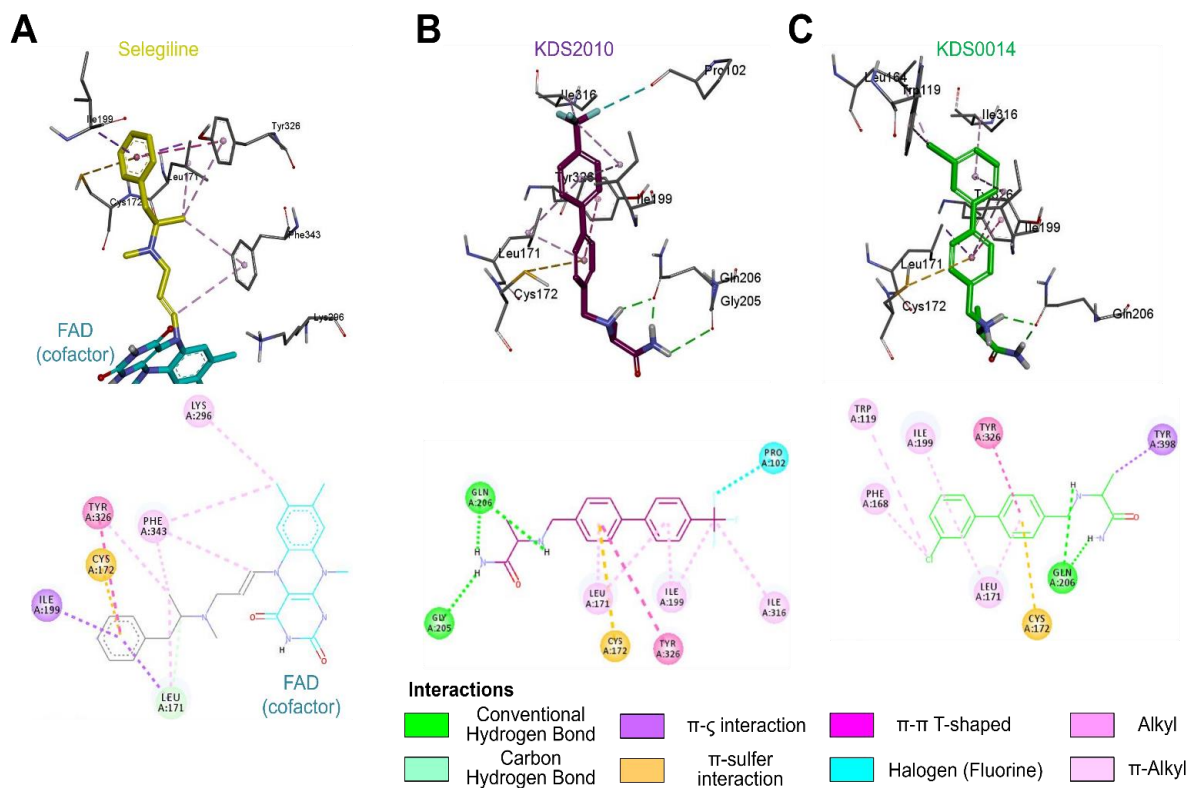 A
B
C
Selegiline
KDS2010
KDS0014
Ile199
Tyr326
Leu171
Cys172
Phe343
Lys296
FAD
(cofactor)
Pro102
Ile316
Tyr326
Ile199
Leu171
Cys172
Gln206
Gly205
Leu164
Trp119
Ile316
Ile199
Leu171
Cys172
Gln206
LYS
A:296
TYR
A:326
PHE
A:343
CYS
A:172
ILE
A:199
LEU
A:171
N
N
N
N
N
H
O
O
FAD
(cofactor)
PRO
A:102
GLN
A:206
GLY
A:205
LEU
A:171
ILE
A:199
ILE
A:316
CYS
A:172
TYR
A:326
H
N
H
N
H
O
TRP
A:119
ILE
A:199
TYR
A:326
TYR
A:398
PHE
A:168
LEU
A:171
GLN
A:206
CYS
A:172
Cl
H
N
O
N
H
Interactions
Conventional
Hydrogen Bond
π-ς interaction
π-π T-shaped
Alkyl
Carbon
Hydrogen Bond
π-sulfer
interaction
Halogen (Fluorine)
π-Alkyl